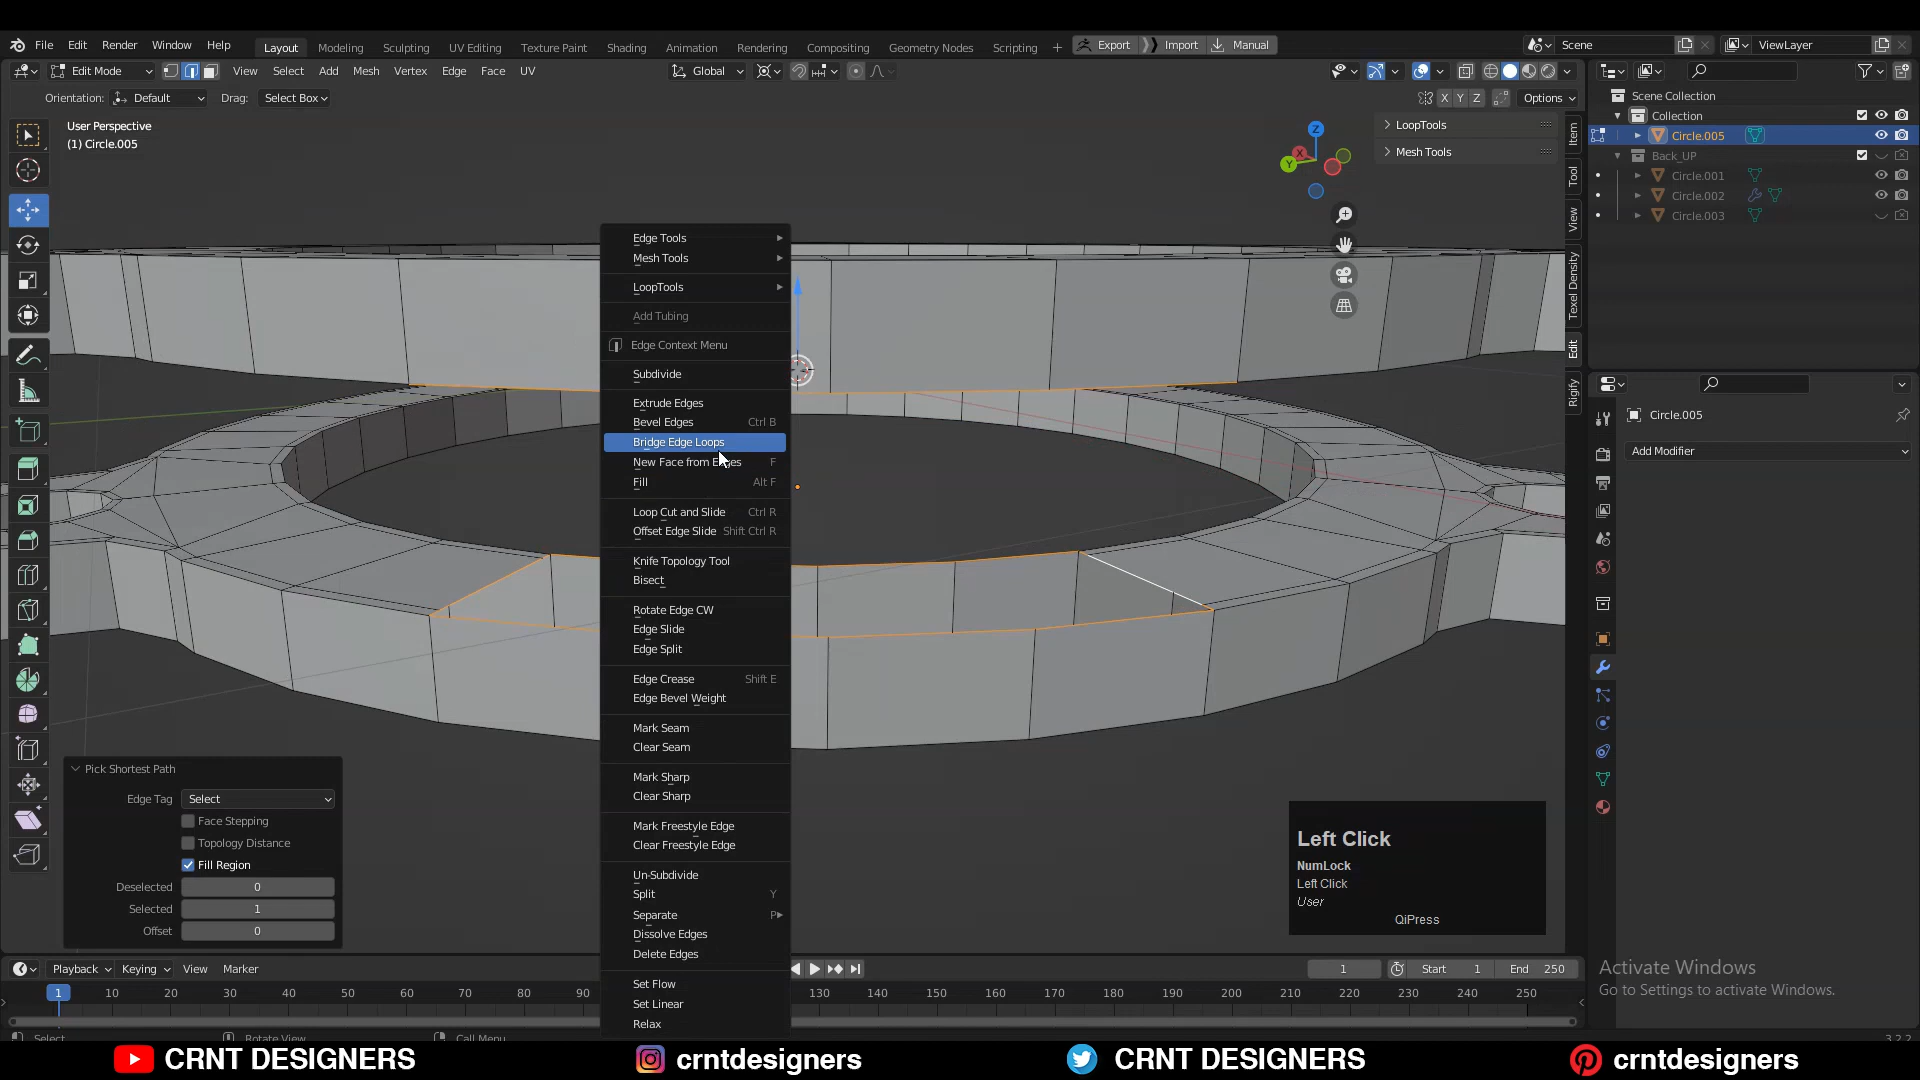 File Edit Render Window Help Layout Modeling Sculpting UV Editing Texture Paint Shading Animation Rendering Compositing Geometry Nodes Scripting + Export Import Manual Scene ViewLayer
Edit Mode View Select Add Mesh Vertex Edge Face UV Global
Orientation: Default Drag: Select Box X Y Z Options
User Perspective
(1) Circle.005
LoopTools
Mesh Tools
Item
Tool
View
Texel Density
Edit
Rigify
Z
X
Y
Scene Collection
Collection
Circle.005
Back_UP
Circle.001
Circle.002
Circle.003
Circle.005
Add Modifier
Edge Tools
Mesh Tools
LoopTools
Add Tubing
Edge Context Menu
Subdivide
Extrude Edges
Bevel Edges Ctrl B
Bridge Edge Loops
New Face from Edges F
Fill Alt F
Loop Cut and Slide Ctrl R
Offset Edge Slide Shift Ctrl R
Knife Topology Tool
Bisect
Rotate Edge CW
Edge Slide
Edge Split
Edge Crease Shift E
Edge Bevel Weight
Mark Seam
Clear Seam
Mark Sharp
Clear Sharp
Mark Freestyle Edge
Clear Freestyle Edge
Un-Subdivide
Split Y
Separate P
Dissolve Edges
Delete Edges
Set Flow
Set Linear
Relax
Pick Shortest Path
Edge Tag Select
Face Stepping
Topology Distance
Fill Region
Deselected 0
Selected 1
Offset 0
Left Click
NumLock
Left Click
User
QiPress
Activate Windows
Go to Settings to activate Windows.
Playback Keying View Marker 1 Start 1 End 250
1 10 20 30 40 50 60 70 80 90 130 140 150 160 170 180 190 200 210 220 230 240 250
Select Rotate View Call Menu 3.2.2
CRNT DESIGNERS crntdesigners CRNT DESIGNERS crntdesigners